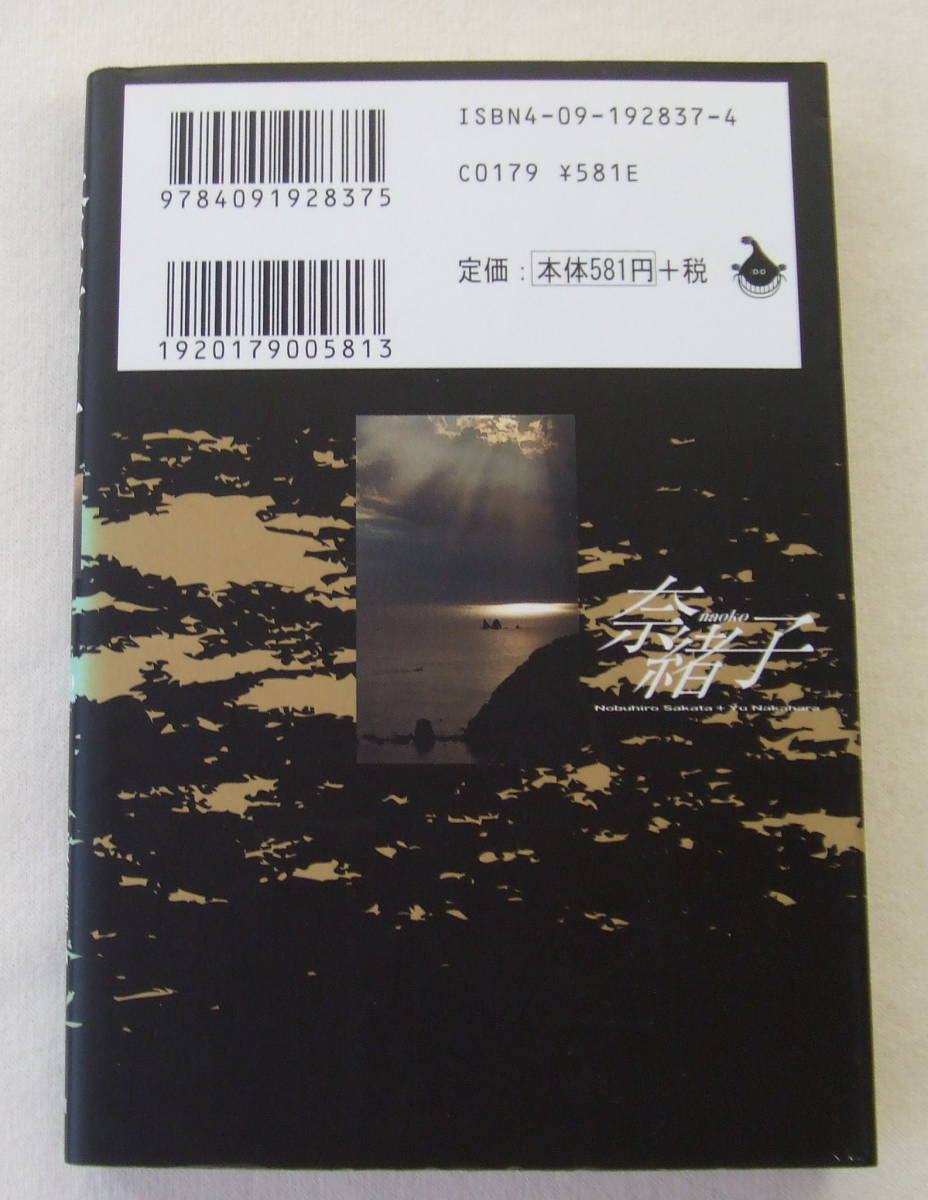 ISBN4-09-192837-4
9784091928375
C0179 ¥581E
定価：本体581円＋税
1920179005813
奈緒子
naoko
Nobuhiro Sakata + Yu Nakahara